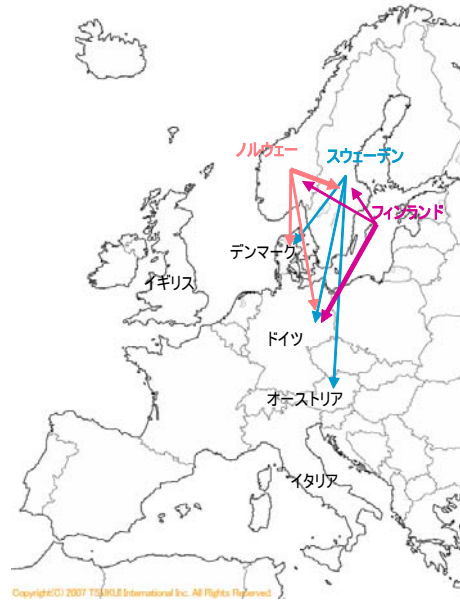 ノルウェー
スウェーデン
フィンランド
デンマーク
イギリス
ドイツ
オーストリア
イタリア
Copyright(C) 2007 TSUKUI International Inc. All Rights Reserved.